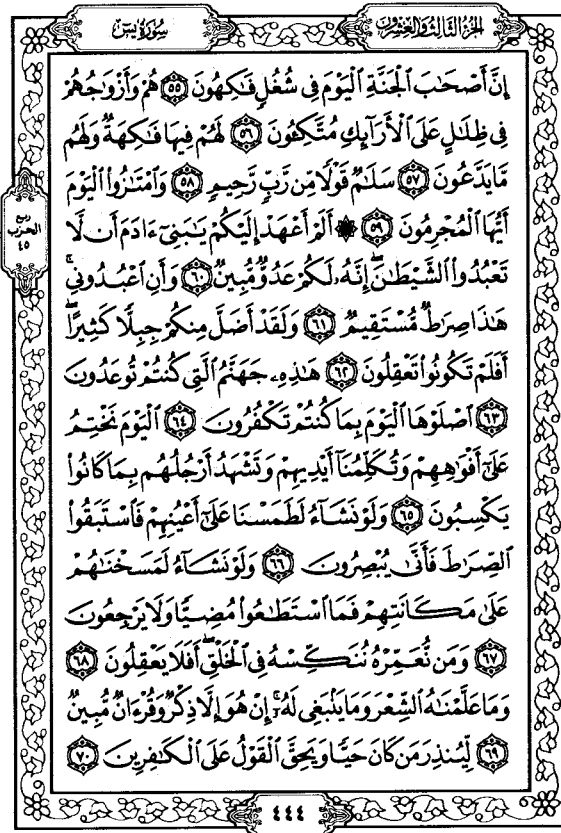 الجزء الثالث والعشرون
سورة يس
إِنَّ أَصْحَٰبَ ٱلْجَنَّةِ ٱلْيَوْمَ فِى شُغُلٍ فَٰكِهُونَ ٥٥ هُمْ وَأَزْوَٰجُهُمْ
فِى ظِلَٰلٍ عَلَى ٱلْأَرَآئِكِ مُتَّكِـُٔونَ ٥٦ لَهُمْ فِيهَا فَٰكِهَةٌ وَلَهُم
مَّا يَدَّعُونَ ٥٧ سَلَٰمٌ قَوْلًا مِّن رَّبٍّ رَّحِيمٍ ٥٨ وَٱمْتَٰزُوا۟ ٱلْيَوْمَ
أَيُّهَا ٱلْمُجْرِمُونَ ٥٩ ۞ أَلَمْ أَعْهَدْ إِلَيْكُمْ يَٰبَنِىٓ ءَادَمَ أَن لَّا
تَعْبُدُوا۟ ٱلشَّيْطَٰنَ ۖ إِنَّهُۥ لَكُمْ عَدُوٌّ مُّبِينٌ ٦٠ وَأَنِ ٱعْبُدُونِى ۚ
هَٰذَا صِرَٰطٌ مُّسْتَقِيمٌ ٦١ وَلَقَدْ أَضَلَّ مِنكُمْ جِبِلًّا كَثِيرًا ۖ
أَفَلَمْ تَكُونُوا۟ تَعْقِلُونَ ٦٢ هَٰذِهِۦ جَهَنَّمُ ٱلَّتِى كُنتُمْ تُوعَدُونَ
٦٣ ٱصْلَوْهَا ٱلْيَوْمَ بِمَا كُنتُمْ تَكْفُرُونَ ٦٤ ٱلْيَوْمَ نَخْتِمُ
عَلَىٰٓ أَفْوَٰهِهِمْ وَتُكَلِّمُنَآ أَيْدِيهِمْ وَتَشْهَدُ أَرْجُلُهُم بِمَا كَانُوا۟
يَكْسِبُونَ ٦٥ وَلَوْ نَشَآءُ لَطَمَسْنَا عَلَىٰٓ أَعْيُنِهِمْ فَٱسْتَبَقُوا۟
ٱلصِّرَٰطَ فَأَنَّىٰ يُبْصِرُونَ ٦٦ وَلَوْ نَشَآءُ لَمَسَخْنَٰهُمْ
عَلَىٰ مَكَانَتِهِمْ فَمَا ٱسْتَطَٰعُوا۟ مُضِيًّا وَلَا يَرْجِعُونَ
٦٧ وَمَن نُّعَمِّرْهُ نُنَكِّسْهُ فِى ٱلْخَلْقِ ۖ أَفَلَا يَعْقِلُونَ ٦٨
وَمَا عَلَّمْنَٰهُ ٱلشِّعْرَ وَمَا يَنۢبَغِى لَهُۥٓ ۚ إِنْ هُوَ إِلَّا ذِكْرٌ وَقُرْءَانٌ مُّبِينٌ
٦٩ لِّيُنذِرَ مَن كَانَ حَيًّا وَيَحِقَّ ٱلْقَوْلُ عَلَى ٱلْكَٰفِرِينَ ٧٠
ربع
الحزب
٤٥
٤٤٤